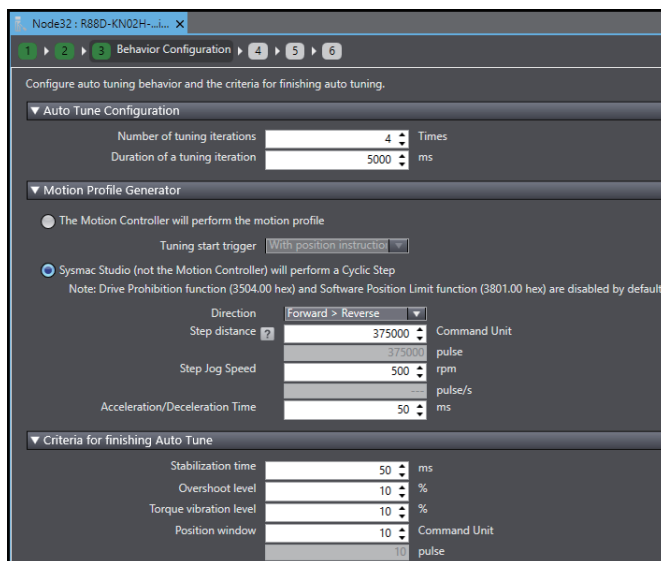 Node32 : R88D-KN02H-...i... ×
1 2 3 Behavior Configuration 4 5 6
Configure auto tuning behavior and the criteria for finishing auto tuning.
Auto Tune Configuration
Number of tuning iterations 4 Times
Duration of a tuning iteration 5000 ms
Motion Profile Generator
The Motion Controller will perform the motion profile
Tuning start trigger With position instruction
Sysmac Studio (not the Motion Controller) will perform a Cyclic Step
Note: Drive Prohibition function (3504.00 hex) and Software Position Limit function (3801.00 hex) are disabled by default
Direction Forward > Reverse
Step distance ? 375000 Command Unit
375000 pulse
Step Jog Speed 500 rpm
--- pulse/s
Acceleration/Deceleration Time 50 ms
Criteria for finishing Auto Tune
Stabilization time 50 ms
Overshoot level 10 %
Torque vibration level 10 %
Position window 10 Command Unit
10 pulse